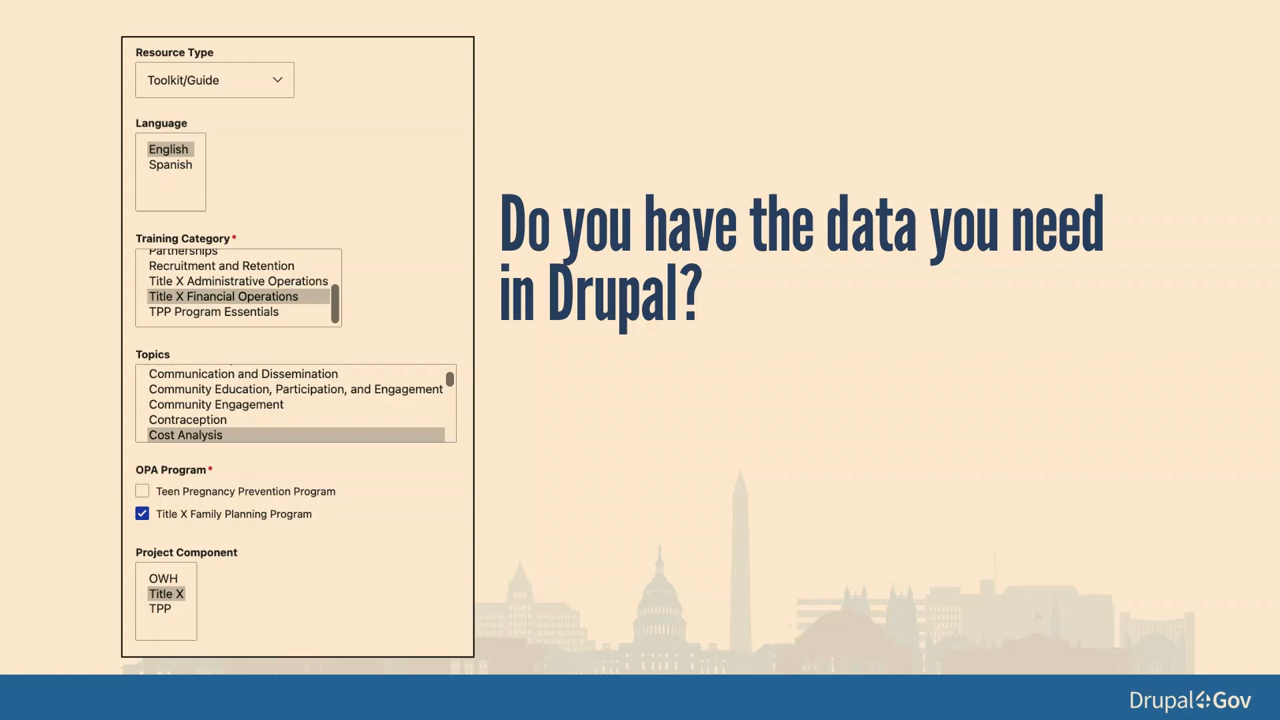 Resource Type
Toolkit/Guide
Language
English
Spanish
Training Category*
Partnerships
Recruitment and Retention
Title X Administrative Operations
Title X Financial Operations
TPP Program Essentials
Topics
Communication and Dissemination
Community Education, Participation, and Engagement
Community Engagement
Contraception
Cost Analysis
OPA Program*
Teen Pregnancy Prevention Program
Title X Family Planning Program
Project Component
OWH
Title X
TPP
Do you have the data you need
in Drupal?
Drupal4Gov